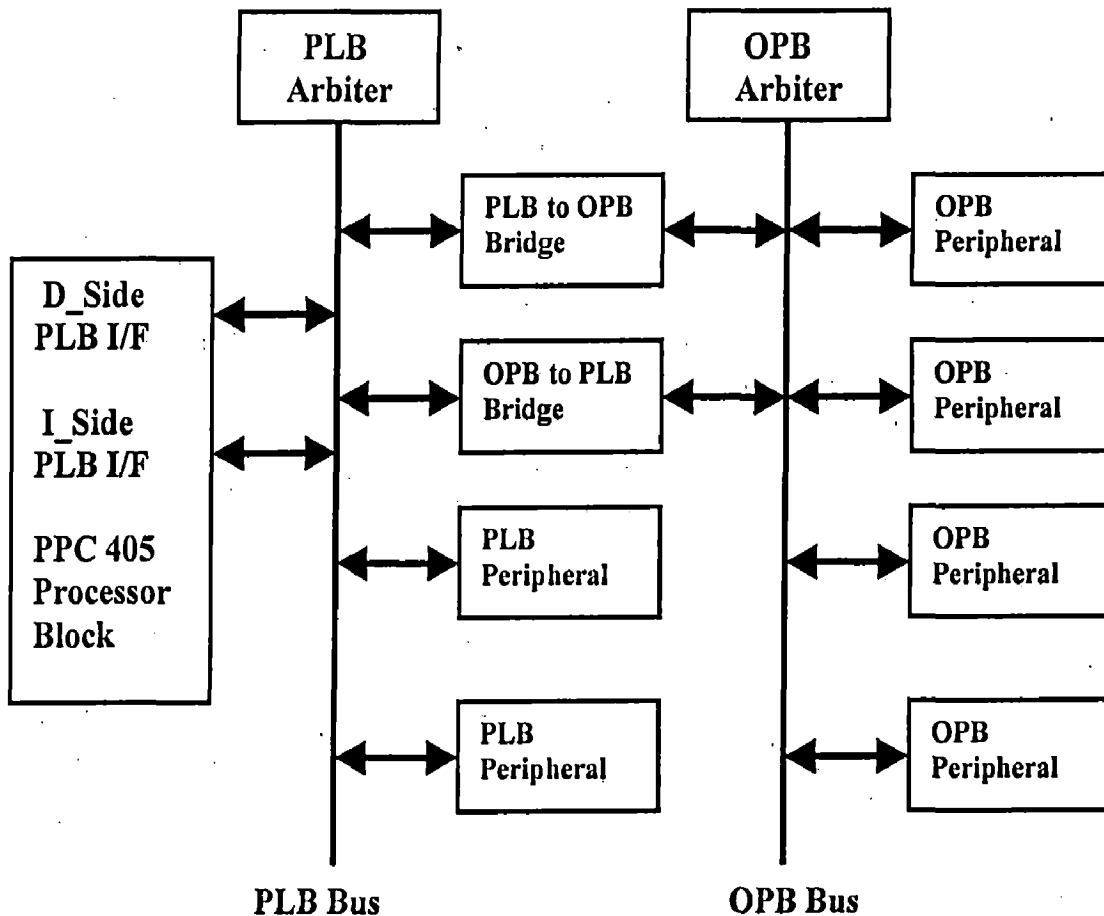 PLB
Arbiter
OPB
Arbiter
PLB to OPB
Bridge
OPB
Peripheral
D_Side
PLB I/F
I_Side
PLB I/F
PPC 405
Processor
Block
OPB to PLB
Bridge
OPB
Peripheral
PLB
Peripheral
OPB
Peripheral
PLB
Peripheral
OPB
Peripheral
PLB Bus
OPB Bus